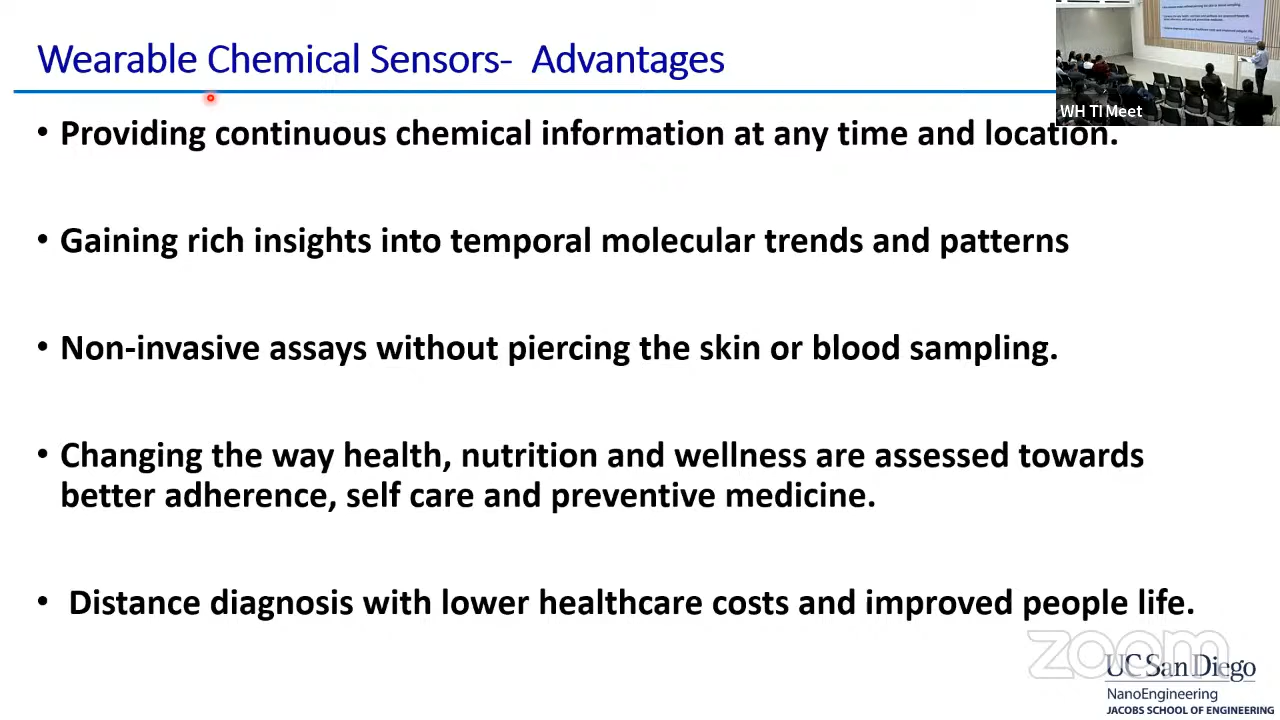 Wearable Chemical Sensors-  Advantages
WH TI Meet
• Providing continuous chemical information at any time and location.
• Gaining rich insights into temporal molecular trends and patterns
• Non-invasive assays without piercing the skin or blood sampling.
• Changing the way health, nutrition and wellness are assessed towards
better adherence, self care and preventive medicine.
• Distance diagnosis with lower healthcare costs and improved people life.
zoom
UC San Diego
NanoEngineering
JACOBS SCHOOL OF ENGINEERING